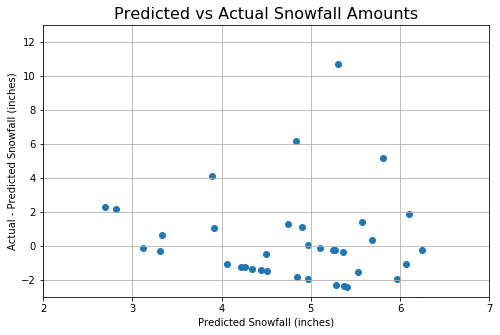 Predicted vs Actual Snowfall Amounts
12
10
8
6
4
2
0
−2
Actual - Predicted Snowfall (inches)
2 3 4 5 6 7
Predicted Snowfall (inches)